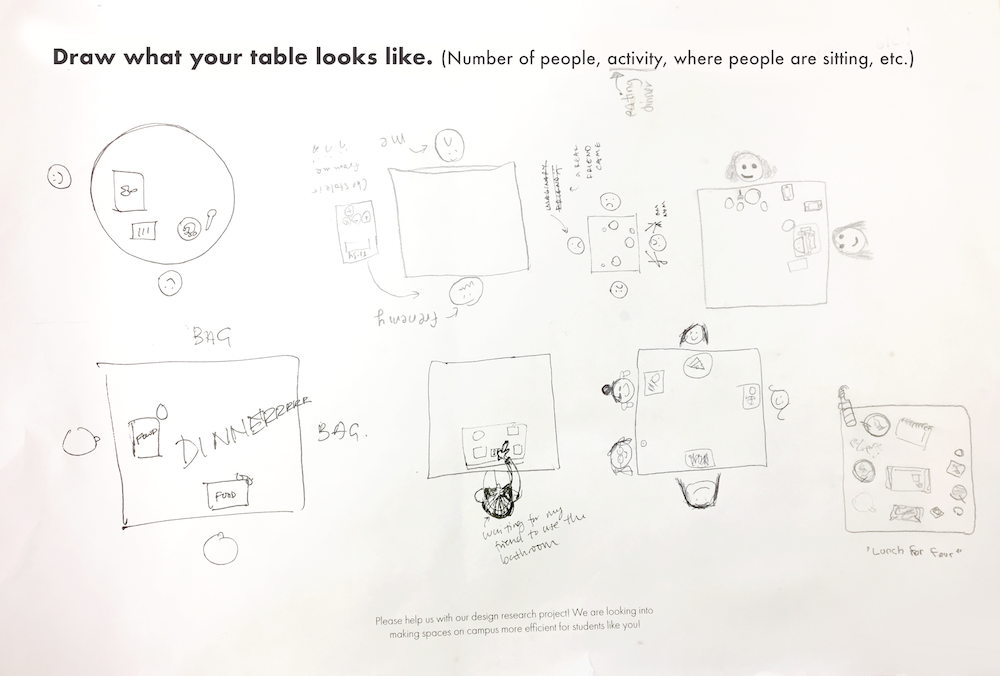 Draw what your table looks like. (Number of people, activity, where people are sitting, etc.)
eating
dinner
me
IMAGINARY
FRIEND
A REAL
FRIEND
CAME
frenemy
BAG
FOOD
DINNERRRRR
BAG.
FOOD
waiting for my
friend to use the
bathroom
"Lunch For Four"
Please help us with our design research project! We are looking into
making spaces on campus more efficient for students like you!